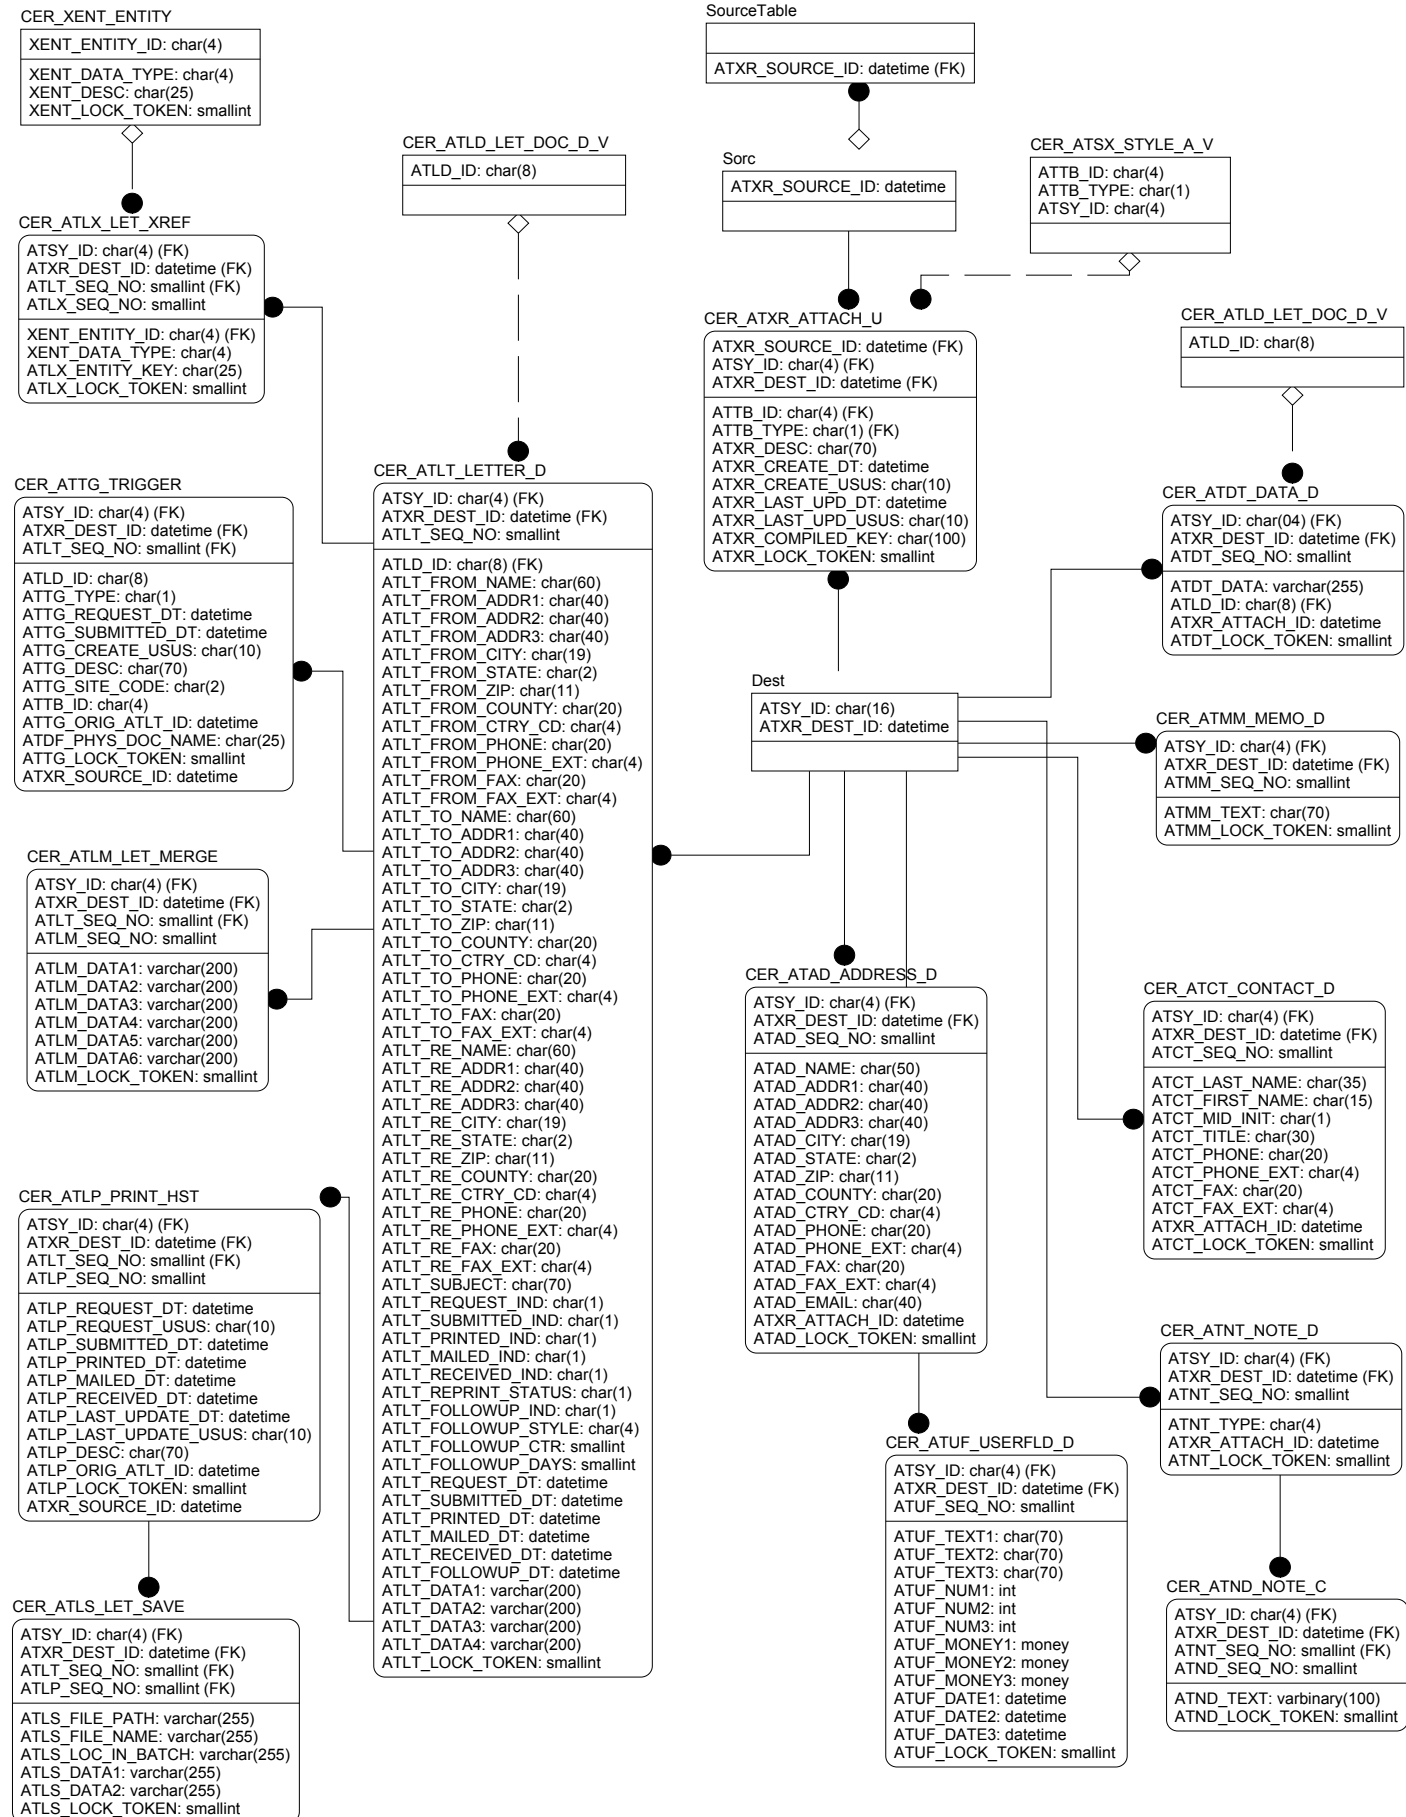 CER_XENT_ENTITY
XENT_ENTITY_ID: char(4)
XENT_DATA_TYPE: char(4)
XENT_DESC: char(25)
XENT_LOCK_TOKEN: smallint
SourceTable
ATXR_SOURCE_ID: datetime (FK)
CER_ATLD_LET_DOC_D_V
ATLD_ID: char(8)
Sorc
ATXR_SOURCE_ID: datetime
CER_ATSX_STYLE_A_V
ATTB_ID: char(4)
ATTB_TYPE: char(1)
ATSY_ID: char(4)
CER_ATLX_LET_XREF
ATSY_ID: char(4) (FK)
ATXR_DEST_ID: datetime (FK)
ATLT_SEQ_NO: smallint (FK)
ATLX_SEQ_NO: smallint
XENT_ENTITY_ID: char(4) (FK)
XENT_DATA_TYPE: char(4)
ATLX_ENTITY_KEY: char(25)
ATLX_LOCK_TOKEN: smallint
CER_ATXR_ATTACH_U
ATXR_SOURCE_ID: datetime (FK)
ATSY_ID: char(4) (FK)
ATXR_DEST_ID: datetime (FK)
ATTB_ID: char(4) (FK)
ATTB_TYPE: char(1) (FK)
ATXR_DESC: char(70)
ATXR_CREATE_DT: datetime
ATXR_CREATE_USUS: char(10)
ATXR_LAST_UPD_DT: datetime
ATXR_LAST_UPD_USUS: char(10)
ATXR_COMPILED_KEY: char(100)
ATXR_LOCK_TOKEN: smallint
CER_ATLD_LET_DOC_D_V
ATLD_ID: char(8)
CER_ATTG_TRIGGER
ATSY_ID: char(4) (FK)
ATXR_DEST_ID: datetime (FK)
ATLT_SEQ_NO: smallint (FK)
ATLD_ID: char(8)
ATTG_TYPE: char(1)
ATTG_REQUEST_DT: datetime
ATTG_SUBMITTED_DT: datetime
ATTG_CREATE_USUS: char(10)
ATTG_DESC: char(70)
ATTG_SITE_CODE: char(2)
ATTB_ID: char(4)
ATTG_ORIG_ATLT_ID: datetime
ATDF_PHYS_DOC_NAME: char(25)
ATTG_LOCK_TOKEN: smallint
ATXR_SOURCE_ID: datetime
CER_ATLT_LETTER_D
ATSY_ID: char(4) (FK)
ATXR_DEST_ID: datetime (FK)
ATLT_SEQ_NO: smallint
ATLD_ID: char(8) (FK)
ATLT_FROM_NAME: char(60)
ATLT_FROM_ADDR1: char(40)
ATLT_FROM_ADDR2: char(40)
ATLT_FROM_ADDR3: char(40)
ATLT_FROM_CITY: char(19)
ATLT_FROM_STATE: char(2)
ATLT_FROM_ZIP: char(11)
ATLT_FROM_COUNTY: char(20)
ATLT_FROM_CTRY_CD: char(4)
ATLT_FROM_PHONE: char(20)
ATLT_FROM_PHONE_EXT: char(4)
ATLT_FROM_FAX: char(20)
ATLT_FROM_FAX_EXT: char(4)
ATLT_TO_NAME: char(60)
ATLT_TO_ADDR1: char(40)
ATLT_TO_ADDR2: char(40)
ATLT_TO_ADDR3: char(40)
ATLT_TO_CITY: char(19)
ATLT_TO_STATE: char(2)
ATLT_TO_ZIP: char(11)
ATLT_TO_COUNTY: char(20)
ATLT_TO_CTRY_CD: char(4)
ATLT_TO_PHONE: char(20)
ATLT_TO_PHONE_EXT: char(4)
ATLT_TO_FAX: char(20)
ATLT_TO_FAX_EXT: char(4)
ATLT_RE_NAME: char(60)
ATLT_RE_ADDR1: char(40)
ATLT_RE_ADDR2: char(40)
ATLT_RE_ADDR3: char(40)
ATLT_RE_CITY: char(19)
ATLT_RE_STATE: char(2)
ATLT_RE_ZIP: char(11)
ATLT_RE_COUNTY: char(20)
ATLT_RE_CTRY_CD: char(4)
ATLT_RE_PHONE: char(20)
ATLT_RE_PHONE_EXT: char(4)
ATLT_RE_FAX: char(20)
ATLT_RE_FAX_EXT: char(4)
ATLT_SUBJECT: char(70)
ATLT_REQUEST_IND: char(1)
ATLT_SUBMITTED_IND: char(1)
ATLT_PRINTED_IND: char(1)
ATLT_MAILED_IND: char(1)
ATLT_RECEIVED_IND: char(1)
ATLT_REPRINT_STATUS: char(1)
ATLT_FOLLOWUP_IND: char(1)
ATLT_FOLLOWUP_STYLE: char(4)
ATLT_FOLLOWUP_CTR: smallint
ATLT_FOLLOWUP_DAYS: smallint
ATLT_REQUEST_DT: datetime
ATLT_SUBMITTED_DT: datetime
ATLT_PRINTED_DT: datetime
ATLT_MAILED_DT: datetime
ATLT_RECEIVED_DT: datetime
ATLT_FOLLOWUP_DT: datetime
ATLT_DATA1: varchar(200)
ATLT_DATA2: varchar(200)
ATLT_DATA3: varchar(200)
ATLT_DATA4: varchar(200)
ATLT_LOCK_TOKEN: smallint
CER_ATDT_DATA_D
ATSY_ID: char(04) (FK)
ATXR_DEST_ID: datetime (FK)
ATDT_SEQ_NO: smallint
ATDT_DATA: varchar(255)
ATLD_ID: char(8) (FK)
ATXR_ATTACH_ID: datetime
ATDT_LOCK_TOKEN: smallint
Dest
ATSY_ID: char(16)
ATXR_DEST_ID: datetime
CER_ATMM_MEMO_D
ATSY_ID: char(4) (FK)
ATXR_DEST_ID: datetime (FK)
ATMM_SEQ_NO: smallint
ATMM_TEXT: char(70)
ATMM_LOCK_TOKEN: smallint
CER_ATLM_LET_MERGE
ATSY_ID: char(4) (FK)
ATXR_DEST_ID: datetime (FK)
ATLT_SEQ_NO: smallint (FK)
ATLM_SEQ_NO: smallint
ATLM_DATA1: varchar(200)
ATLM_DATA2: varchar(200)
ATLM_DATA3: varchar(200)
ATLM_DATA4: varchar(200)
ATLM_DATA5: varchar(200)
ATLM_DATA6: varchar(200)
ATLM_LOCK_TOKEN: smallint
CER_ATAD_ADDRESS_D
ATSY_ID: char(4) (FK)
ATXR_DEST_ID: datetime (FK)
ATAD_SEQ_NO: smallint
ATAD_NAME: char(50)
ATAD_ADDR1: char(40)
ATAD_ADDR2: char(40)
ATAD_ADDR3: char(40)
ATAD_CITY: char(19)
ATAD_STATE: char(2)
ATAD_ZIP: char(11)
ATAD_COUNTY: char(20)
ATAD_CTRY_CD: char(4)
ATAD_PHONE: char(20)
ATAD_PHONE_EXT: char(4)
ATAD_FAX: char(20)
ATAD_FAX_EXT: char(4)
ATAD_EMAIL: char(40)
ATXR_ATTACH_ID: datetime
ATAD_LOCK_TOKEN: smallint
CER_ATCT_CONTACT_D
ATSY_ID: char(4) (FK)
ATXR_DEST_ID: datetime (FK)
ATCT_SEQ_NO: smallint
ATCT_LAST_NAME: char(35)
ATCT_FIRST_NAME: char(15)
ATCT_MID_INIT: char(1)
ATCT_TITLE: char(30)
ATCT_PHONE: char(20)
ATCT_PHONE_EXT: char(4)
ATCT_FAX: char(20)
ATCT_FAX_EXT: char(4)
ATXR_ATTACH_ID: datetime
ATCT_LOCK_TOKEN: smallint
CER_ATLP_PRINT_HST
ATSY_ID: char(4) (FK)
ATXR_DEST_ID: datetime (FK)
ATLT_SEQ_NO: smallint (FK)
ATLP_SEQ_NO: smallint
ATLP_REQUEST_DT: datetime
ATLP_REQUEST_USUS: char(10)
ATLP_SUBMITTED_DT: datetime
ATLP_PRINTED_DT: datetime
ATLP_MAILED_DT: datetime
ATLP_RECEIVED_DT: datetime
ATLP_LAST_UPDATE_DT: datetime
ATLP_LAST_UPDATE_USUS: char(10)
ATLP_DESC: char(70)
ATLP_ORIG_ATLT_ID: datetime
ATLP_LOCK_TOKEN: smallint
ATXR_SOURCE_ID: datetime
CER_ATNT_NOTE_D
ATSY_ID: char(4) (FK)
ATXR_DEST_ID: datetime (FK)
ATNT_SEQ_NO: smallint
ATNT_TYPE: char(4)
ATXR_ATTACH_ID: datetime
ATNT_LOCK_TOKEN: smallint
CER_ATUF_USERFLD_D
ATSY_ID: char(4) (FK)
ATXR_DEST_ID: datetime (FK)
ATUF_SEQ_NO: smallint
ATUF_TEXT1: char(70)
ATUF_TEXT2: char(70)
ATUF_TEXT3: char(70)
ATUF_NUM1: int
ATUF_NUM2: int
ATUF_NUM3: int
ATUF_MONEY1: money
ATUF_MONEY2: money
ATUF_MONEY3: money
ATUF_DATE1: datetime
ATUF_DATE2: datetime
ATUF_DATE3: datetime
ATUF_LOCK_TOKEN: smallint
CER_ATND_NOTE_C
ATSY_ID: char(4) (FK)
ATXR_DEST_ID: datetime (FK)
ATNT_SEQ_NO: smallint (FK)
ATND_SEQ_NO: smallint
ATND_TEXT: varbinary(100)
ATND_LOCK_TOKEN: smallint
CER_ATLS_LET_SAVE
ATSY_ID: char(4) (FK)
ATXR_DEST_ID: datetime (FK)
ATLT_SEQ_NO: smallint (FK)
ATLP_SEQ_NO: smallint (FK)
ATLS_FILE_PATH: varchar(255)
ATLS_FILE_NAME: varchar(255)
ATLS_LOC_IN_BATCH: varchar(255)
ATLS_DATA1: varchar(255)
ATLS_DATA2: varchar(255)
ATLS_LOCK_TOKEN: smallint